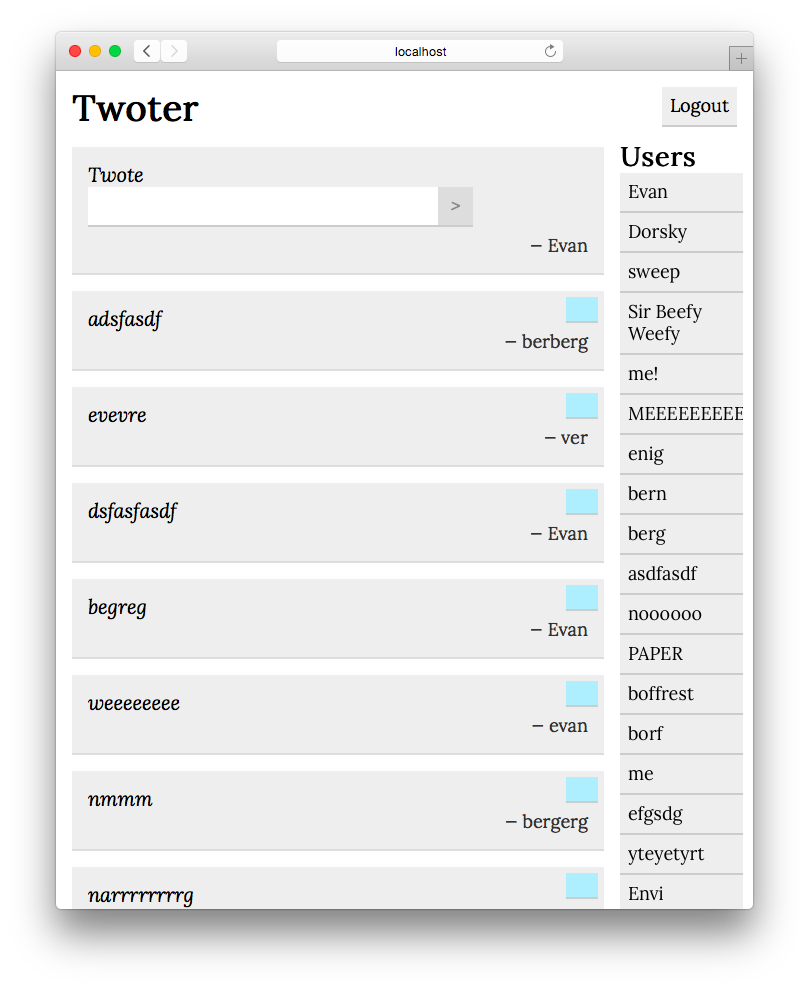 localhost
Twoter
Logout
Twote
>
– Evan
adsfasdf
– berberg
evevre
– ver
dsfasfasdf
– Evan
begreg
– Evan
weeeeeeee
– evan
nmmm
– bergerg
narrrrrrrrg
Users
Evan
Dorsky
sweep
Sir Beefy
Weefy
me!
MEEEEEEEEE
enig
bern
berg
asdfasdf
noooooo
PAPER
boffrest
borf
me
efgsdg
yteyetyrt
Envi